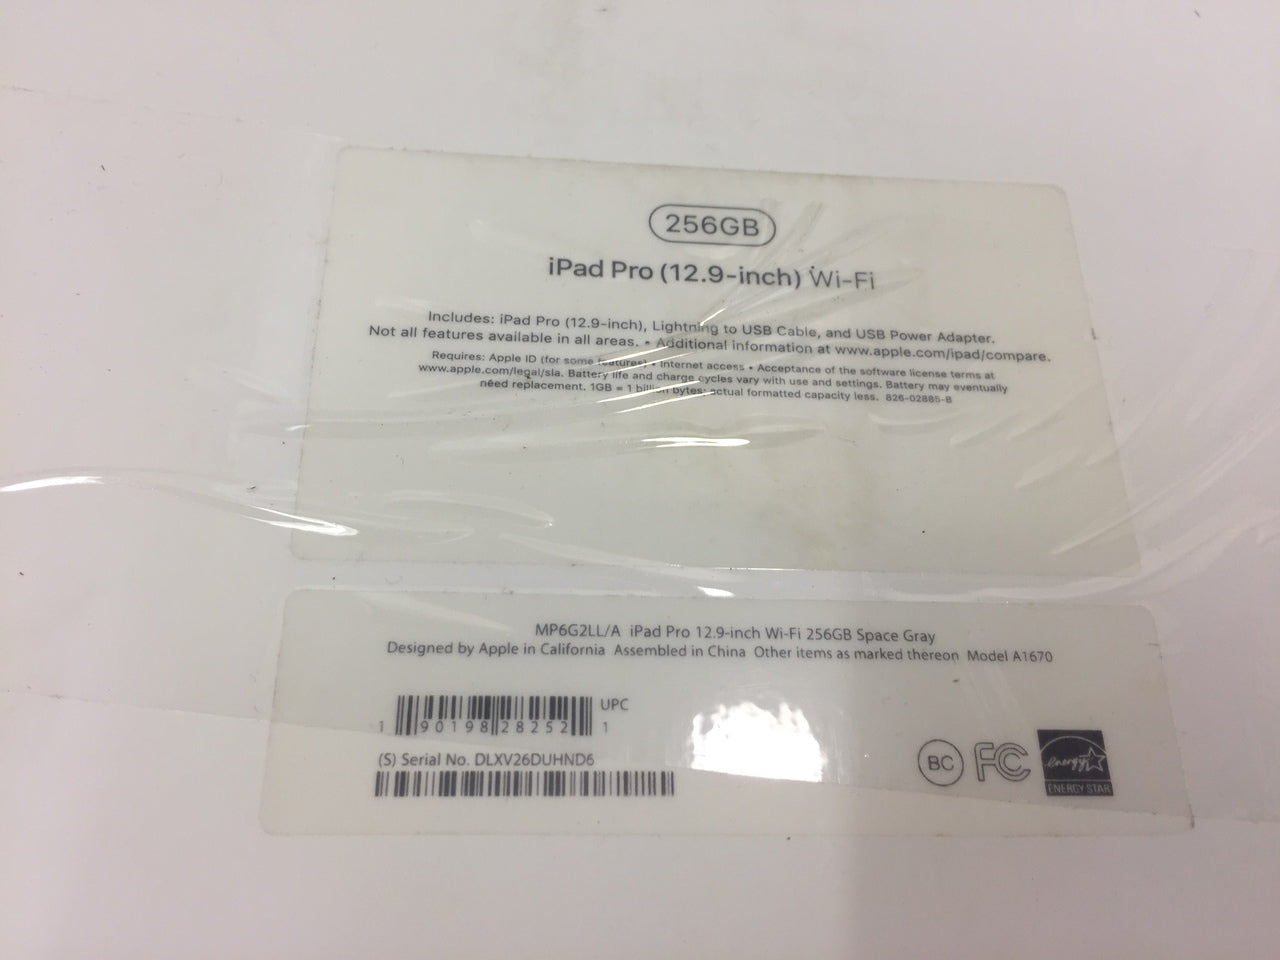 256GB
iPad Pro (12.9-inch) Wi-Fi
Includes: iPad Pro (12.9-inch), Lightning to USB Cable, and USB Power Adapter.
Not all features available in all areas. • Additional information at www.apple.com/ipad/compare.
Requires: Apple ID (for some features) • Internet access • Acceptance of the software license terms at
www.apple.com/legal/sla. Battery life and charge cycles vary with use and settings. Battery may eventually
need replacement. 1GB = 1 billion bytes; actual formatted capacity less. 826-02885-B
MP6G2LL/A iPad Pro 12.9-inch Wi-Fi 256GB Space Gray
Designed by Apple in California Assembled in China Other items as marked thereon Model A1670
UPC
1 90198 28252 1
(S) Serial No. DLXV26DUHND6
BC FC energy
ENERGY STAR